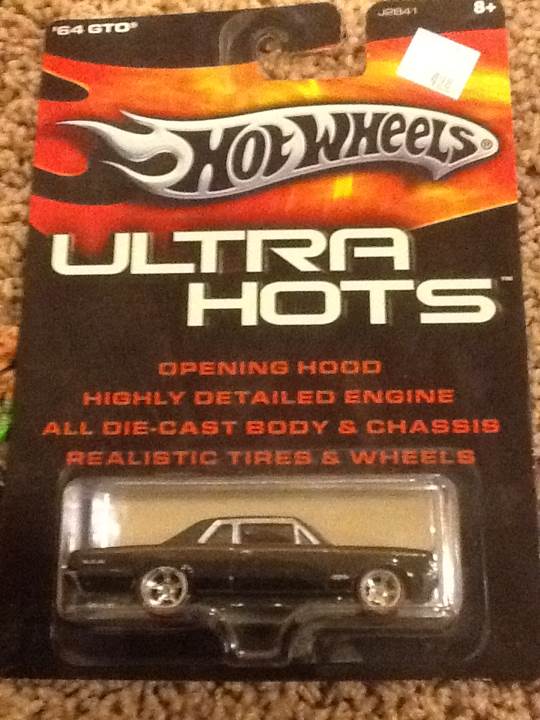 '64 GTO®
J2841
8+
HOT WHEELS®
ULTRA
HOTS™
OPENING HOOD
HIGHLY DETAILED ENGINE
ALL DIE-CAST BODY & CHASSIS
REALISTIC TIRES & WHEELS